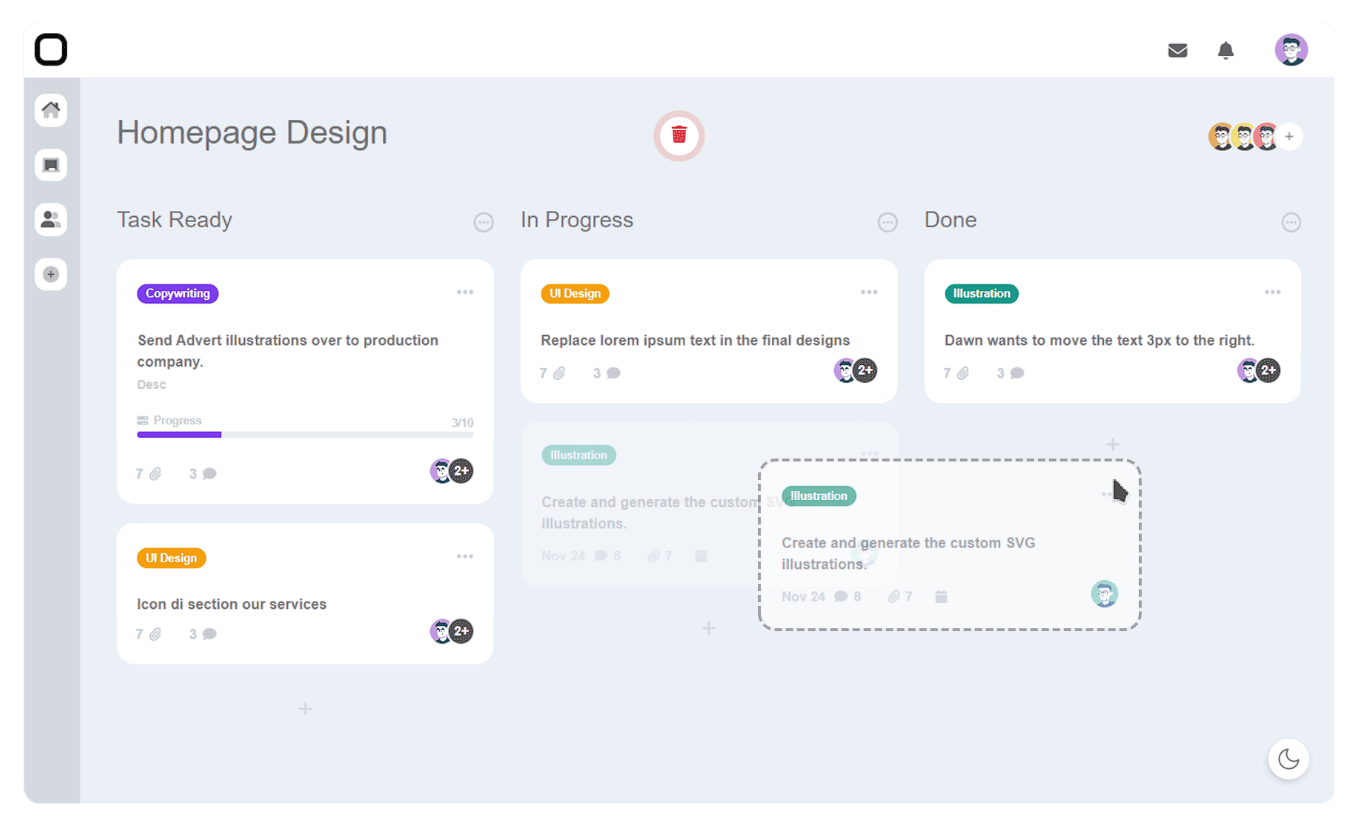 Homepage Design
+
Task Ready
Copywriting
Send Advert illustrations over to production
company.
Desc
Progress
3/10
7
3
2+
UI Design
Icon di section our services
7
3
2+
+
In Progress
UI Design
Replace lorem ipsum text in the final designs
7
3
2+
Illustration
Create and generate the custom SVG
illustrations.
Nov 24
8
7
+
Done
Illustration
Dawn wants to move the text 3px to the right.
7
3
2+
+
Illustration
Create and generate the custom SVG
illustrations.
Nov 24
8
7